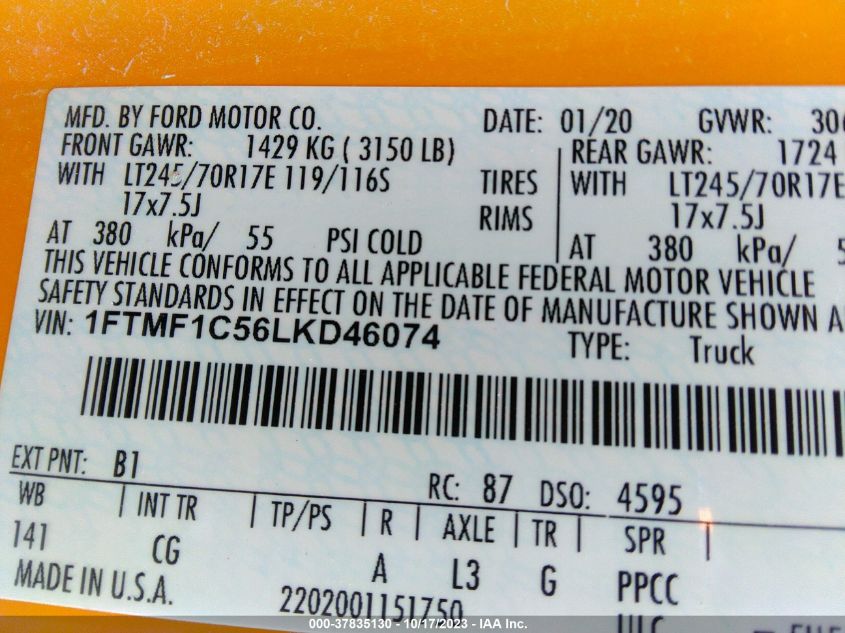 MFD. BY FORD MOTOR CO. DATE: 01/20 GVWR: 306
FRONT GAWR: 1429 KG ( 3150 LB) REAR GAWR: 1724
WITH LT245/70R17E 119/116S TIRES WITH LT245/70R17E
17x7.5J RIMS 17x7.5J
AT 380 kPa/ 55 PSI COLD AT 380 kPa/ 5
THIS VEHICLE CONFORMS TO ALL APPLICABLE FEDERAL MOTOR VEHICLE
SAFETY STANDARDS IN EFFECT ON THE DATE OF MANUFACTURE SHOWN A
VIN: 1FTMF1C56LKD46074 TYPE: Truck
EXT PNT: B1 RC: 87 DSO: 4595
WB | INT TR | TP/PS | R | AXLE | TR | SPR |
141 CG A L3 G PPCC
MADE IN U.S.A. 2202001151750
000-37835130 - 10/17/2023 - IAA Inc.